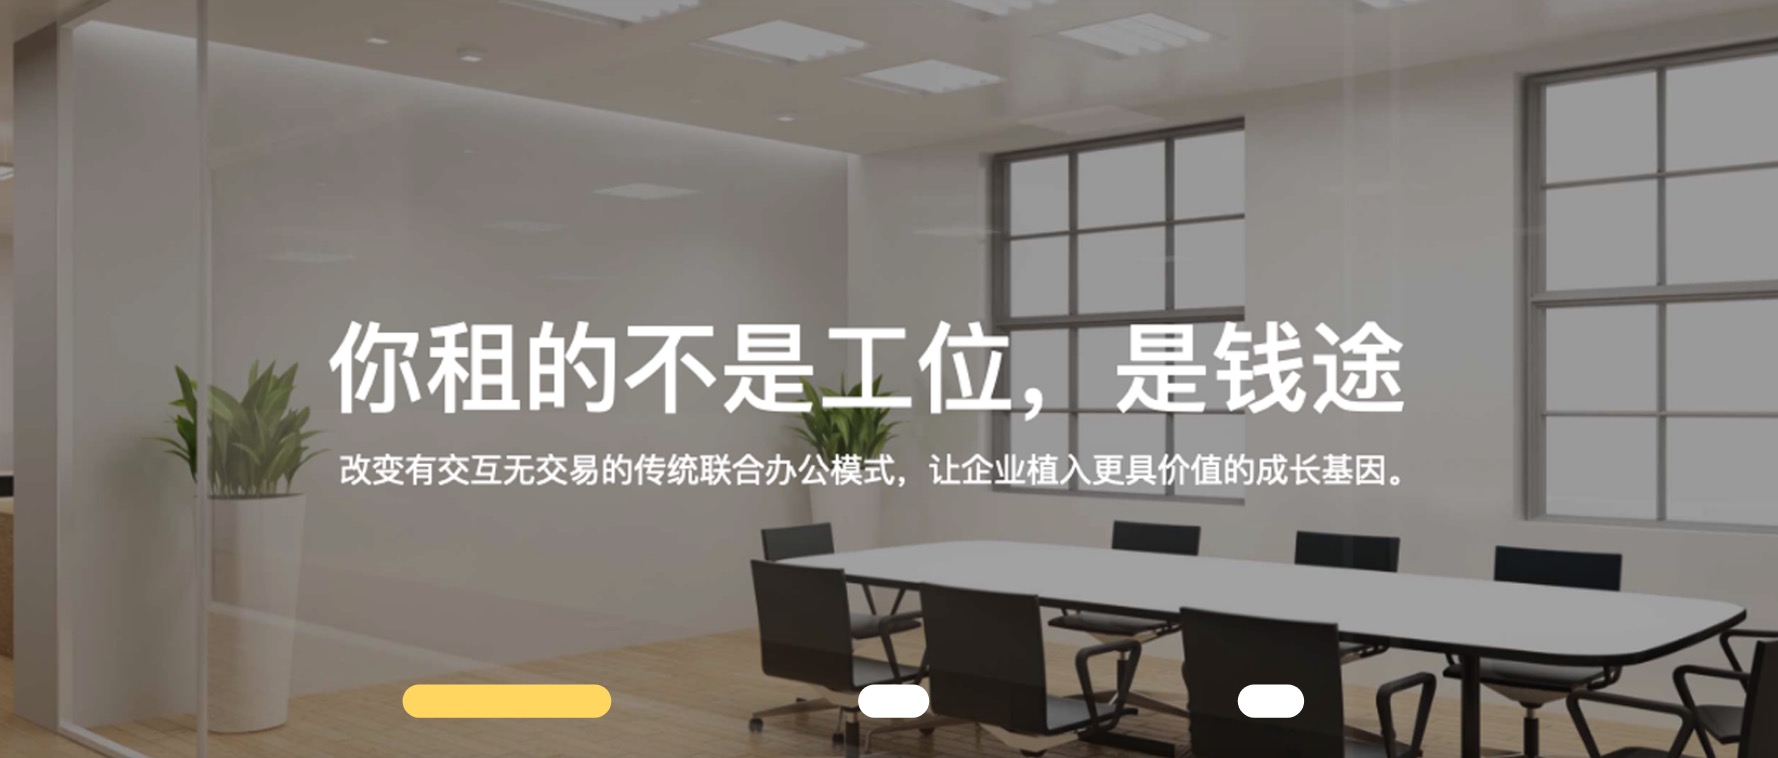 你租的不是工位，是钱途
改变有交互无交易的传统联合办公模式，让企业植入更具价值的成长基因。